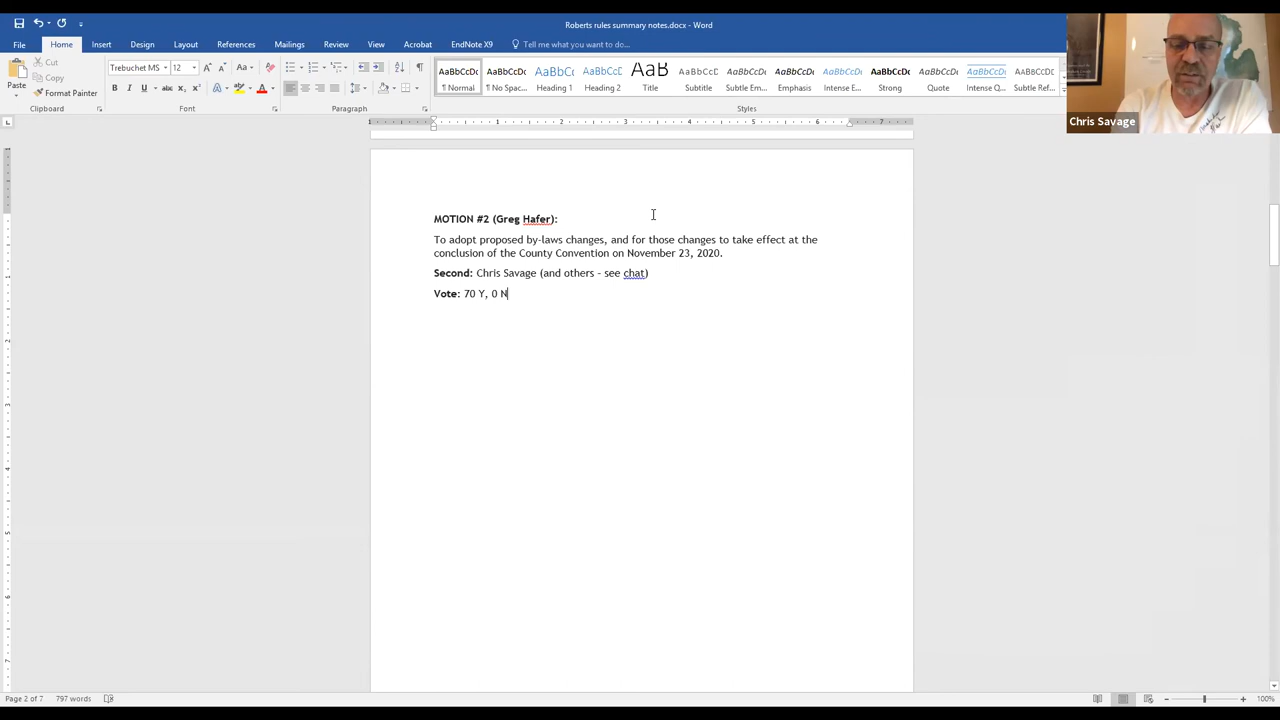 Roberts rules summary notes.docx - Word
File Home Insert Design Layout References Mailings Review View Acrobat EndNote X9 Tell me what you want to do...
Cut
Copy
Format Painter
Paste
Trebuchet MS 12
AaBbCcDc AaBbCcDc AaBbCc AaBbCcD AaB AaBbCcD AaBbCcDc AaBbCcDc AaBbCcDc AaBbCcDc AaBbCcDc AaBbCcDc AaBbCcDc
¶ Normal ¶ No Spac... Heading 1 Heading 2 Title Subtitle Subtle Em... Emphasis Intense E... Strong Quote Intense Q... Subtle Ref...
Clipboard Font Paragraph Styles
Chris Savage
MOTION #2 (Greg Hafer):
To adopt proposed by-laws changes, and for those changes to take effect at the
conclusion of the County Convention on November 23, 2020.
Second: Chris Savage (and others - see chat)
Vote: 70 Y, 0 N
Page 2 of 7 797 words 100%